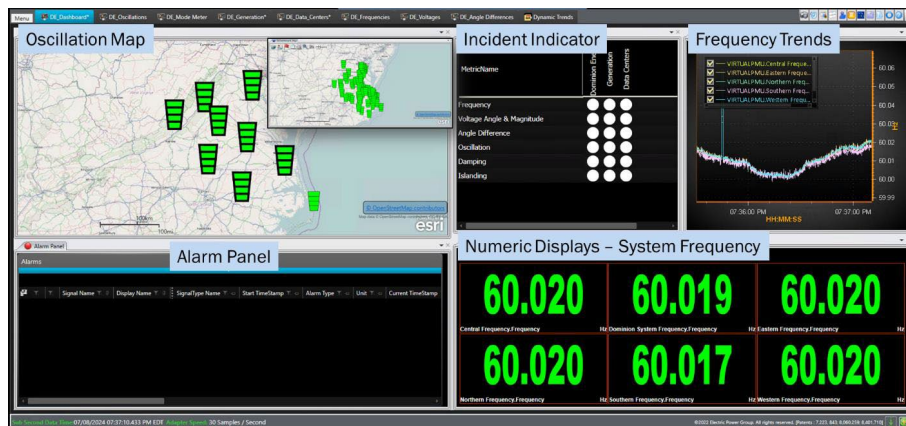 Menu DE_Dashboard* DE_Oscillations DE_Mode Meter DE_Generation* DE_Data_Centers* DE_Frequencies DE_Voltages DE_Angle Differences Dynamic Trends
Oscillation Map
© OpenStreetMap contributors
esri
100km
100mi
Incident Indicator
MetricName
Generation
Data Centers
Frequency
Voltage Angle & Magnitude
Angle Difference
Oscillation
Damping
Islanding
Frequency Trends
VIRTUALPMU.Central Freque...
VIRTUALPMU.Eastern Freque...
VIRTUALPMU.Northern Freq...
VIRTUALPMU.Southern Freq...
VIRTUALPMU.Western Frequ...
60.06
60.05
60.04
60.03
60.02
60.01
60.00
59.99
07:36:00 PM
07:37:00 PM
HH:MM:SS
Alarm Panel
Alarm Panel
Alarms
Signal Name Display Name SignalType Name Start TimeStamp Alarm Type Unit Current TimeStamp
Numeric Displays – System Frequency
60.020 60.019 60.020
Central Frequency.Frequency Hz Dominion System Frequency.Frequency Hz Eastern Frequency.Frequency Hz
60.020 60.017 60.020
Northern Frequency.Frequency Hz Southern Frequency.Frequency Hz Western Frequency.Frequency Hz
Sub Second Data Time: 07/08/2024 07:37:10.433 PM EDT Adapter Speed: 30 Samples / Second
©2022 Electric Power Group. All rights reserved.